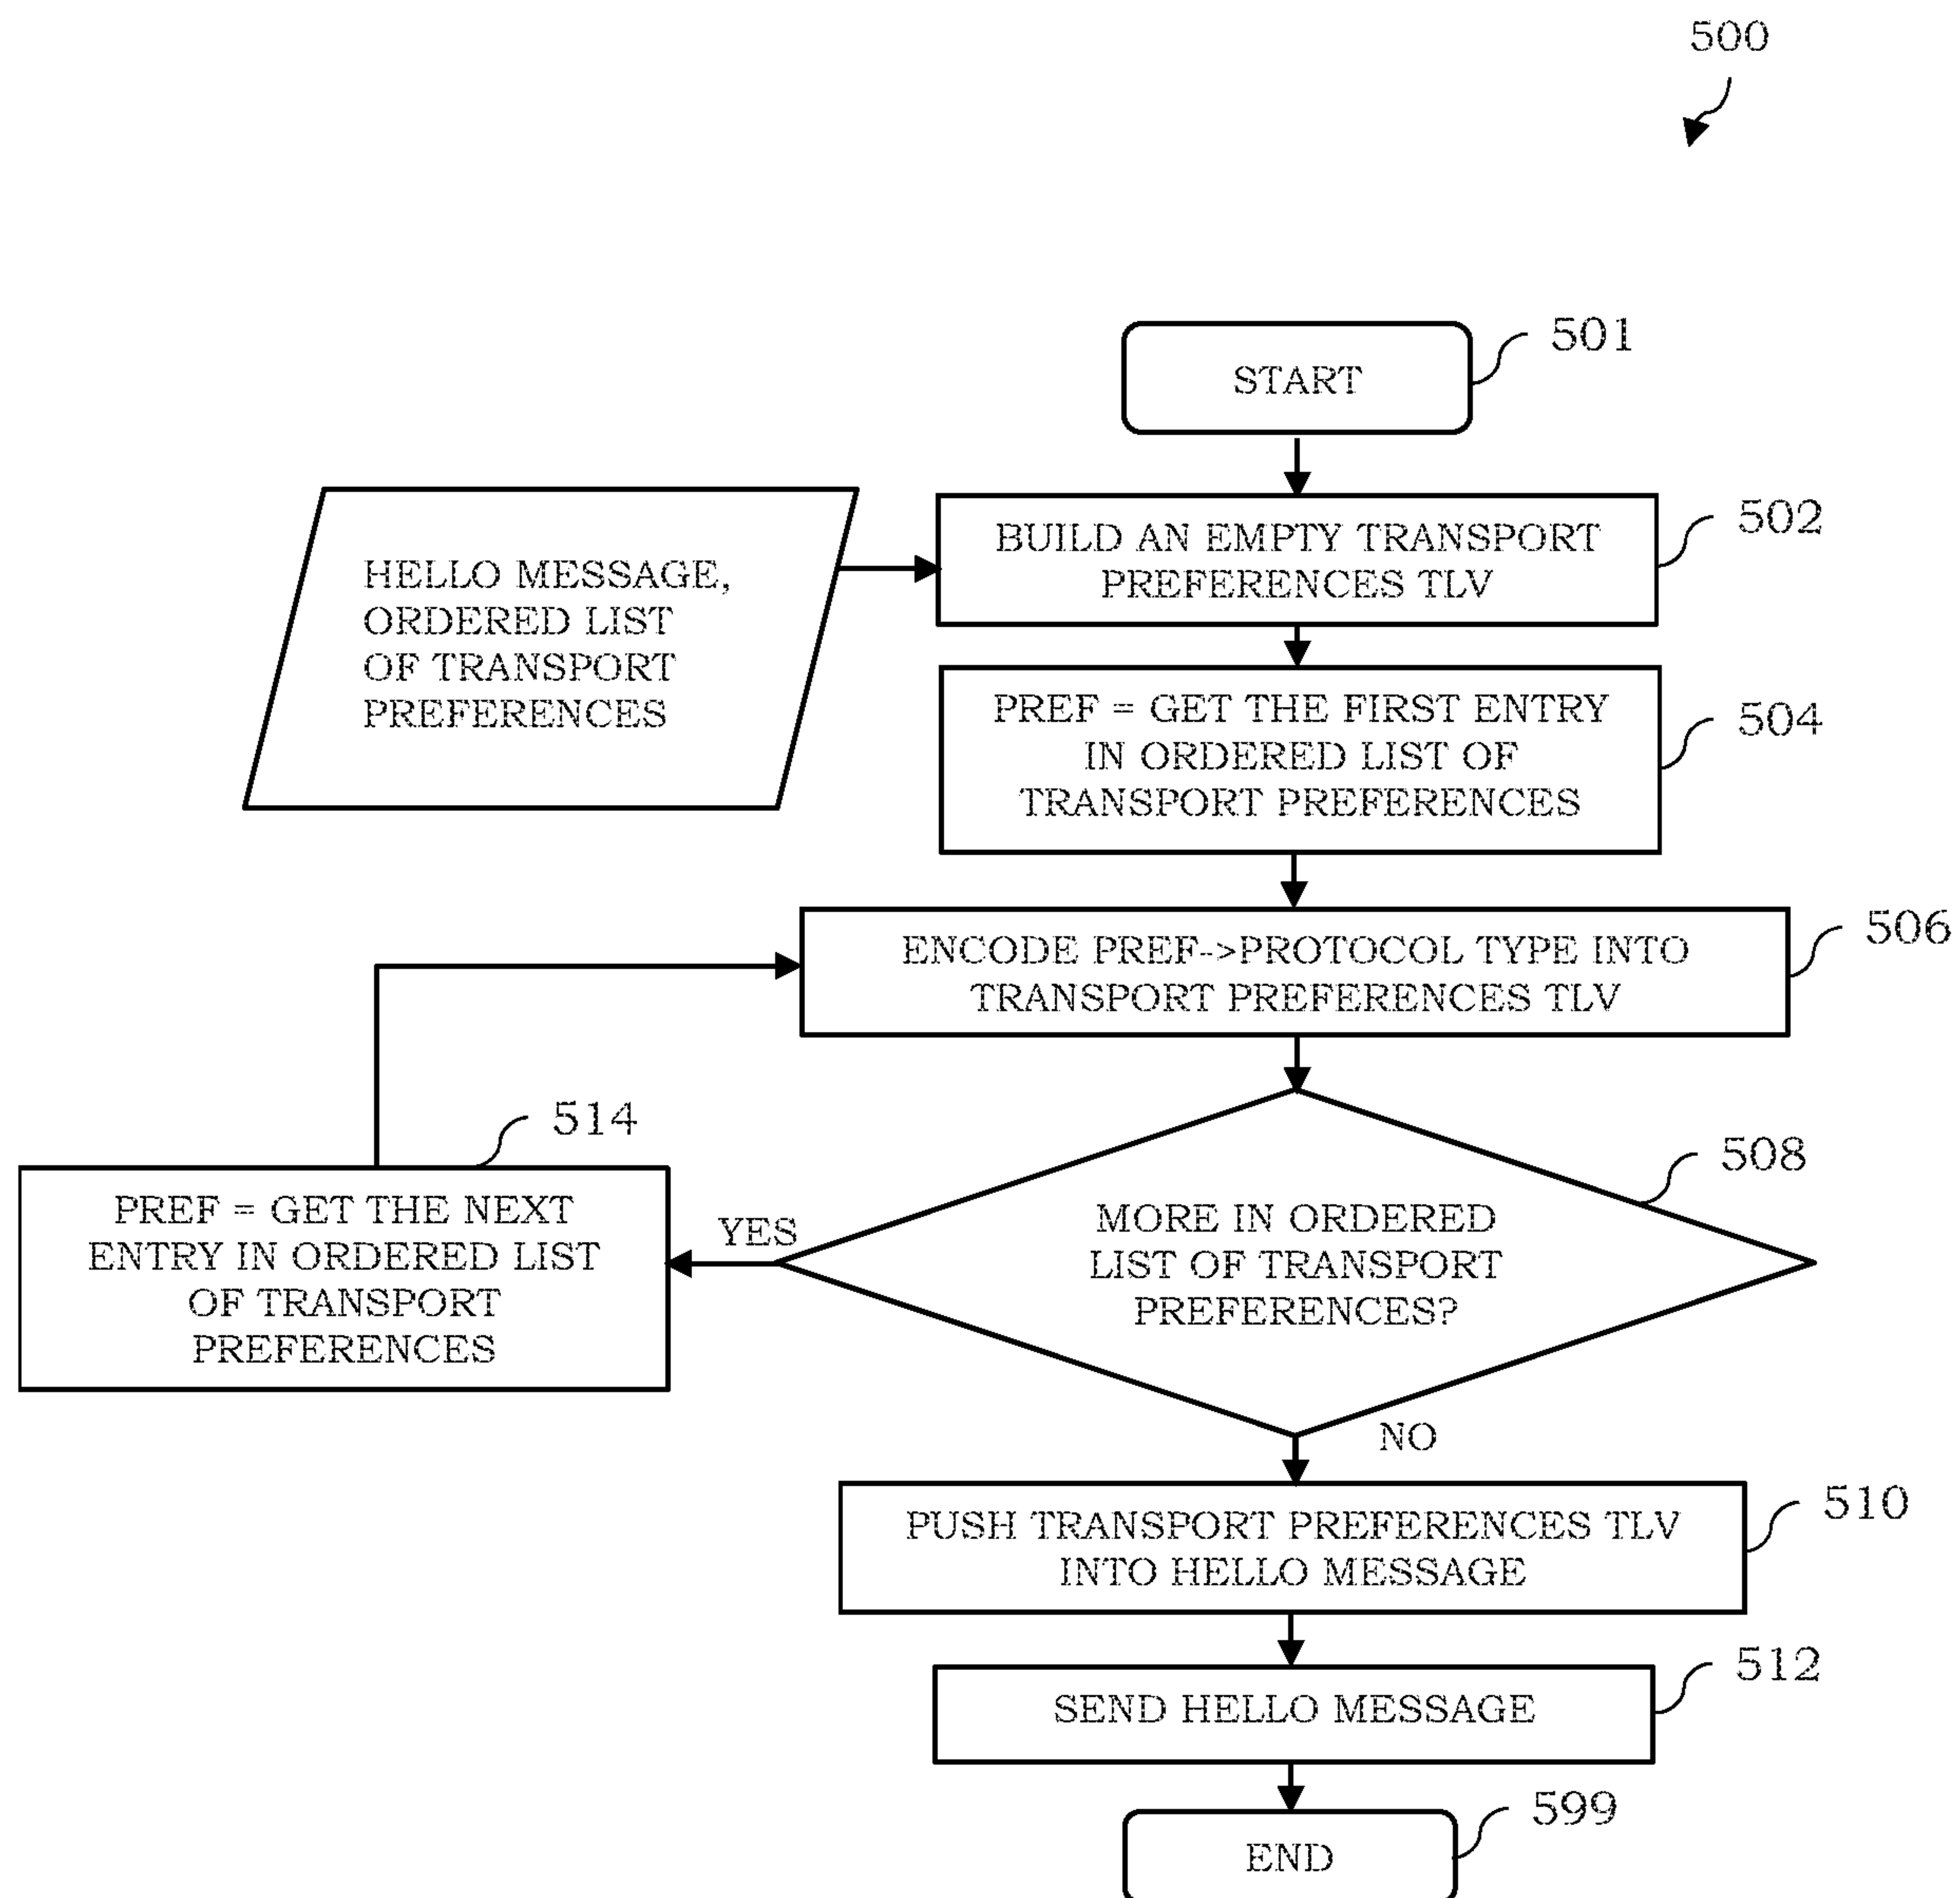 500
START
501
HELLO MESSAGE,
ORDERED LIST
OF TRANSPORT
PREFERENCES
BUILD AN EMPTY TRANSPORT
PREFERENCES TLV
502
PREF = GET THE FIRST ENTRY
IN ORDERED LIST OF
TRANSPORT PREFERENCES
504
ENCODE PREF->PROTOCOL TYPE INTO
TRANSPORT PREFERENCES TLV
506
514
PREF = GET THE NEXT
ENTRY IN ORDERED LIST
OF TRANSPORT
PREFERENCES
YES
MORE IN ORDERED
LIST OF TRANSPORT
PREFERENCES?
508
NO
PUSH TRANSPORT PREFERENCES TLV
INTO HELLO MESSAGE
510
SEND HELLO MESSAGE
512
END
599